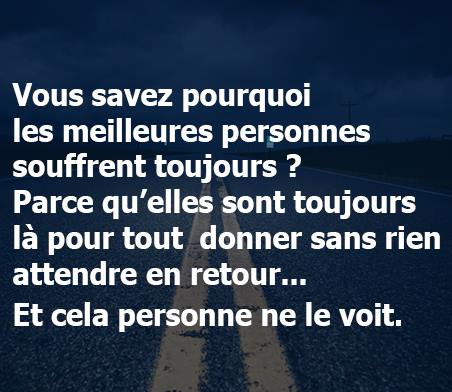 Vous savez pourquoi
les meilleures personnes
souffrent toujours ?
Parce qu’elles sont toujours
là pour tout  donner sans rien
attendre en retour...
Et cela personne ne le voit.